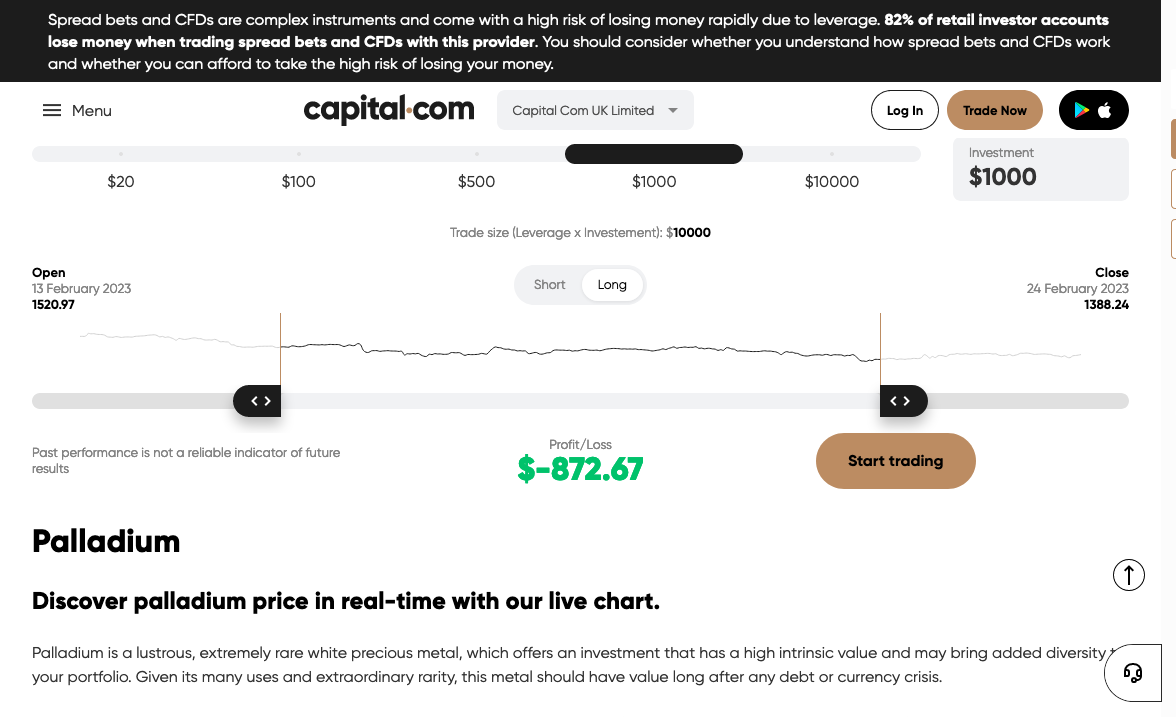 Spread bets and CFDs are complex instruments and come with a high risk of losing money rapidly due to leverage. 82% of retail investor accounts
lose money when trading spread bets and CFDs with this provider. You should consider whether you understand how spread bets and CFDs work
and whether you can afford to take the high risk of losing your money.
Menu
capital.com
Capital Com UK Limited
Log In
Trade Now
$20
$100
$500
$1000
$10000
Investment
$1000
Trade size (Leverage x Investement): $10000
Open
13 February 2023
1520.97
Short
Long
Close
24 February 2023
1388.24
Past performance is not a reliable indicator of future
results
Profit/Loss
$-872.67
Start trading
Palladium
Discover palladium price in real-time with our live chart.
Palladium is a lustrous, extremely rare white precious metal, which offers an investment that has a high intrinsic value and may bring added diversity
your portfolio. Given its many uses and extraordinary rarity, this metal should have value long after any debt or currency crisis.